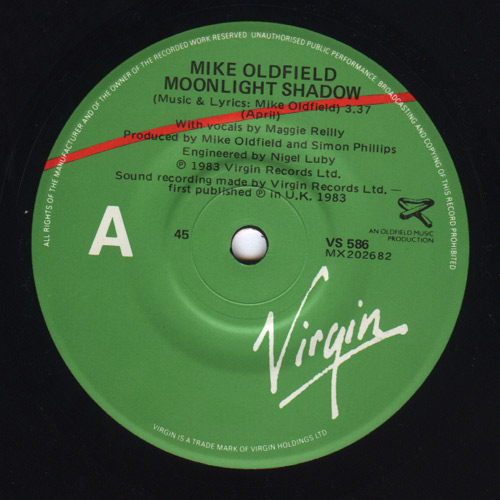 ALL RIGHTS OF THE MANUFACTURER AND OF THE OWNER OF THE RECORDED WORK RESERVED UNAUTHORISED PUBLIC PERFORMANCE, BROADCASTING AND COPYING OF THIS RECORD PROHIBITED
MIKE OLDFIELD
MOONLIGHT SHADOW
(Music & Lyrics: Mike Oldfield) 3.37
(April)
With vocals by Maggie Reilly
Produced by Mike Oldfield and Simon Phillips
Engineered by Nigel Luby
℗ 1983 Virgin Records Ltd.
Sound recording made by Virgin Records Ltd. —
first published ℗ in U.K. 1983
A
45
AN OLDFIELD MUSIC
PRODUCTION
VS 586
MX202682
Virgin
VIRGIN IS A TRADE MARK OF VIRGIN HOLDINGS LTD